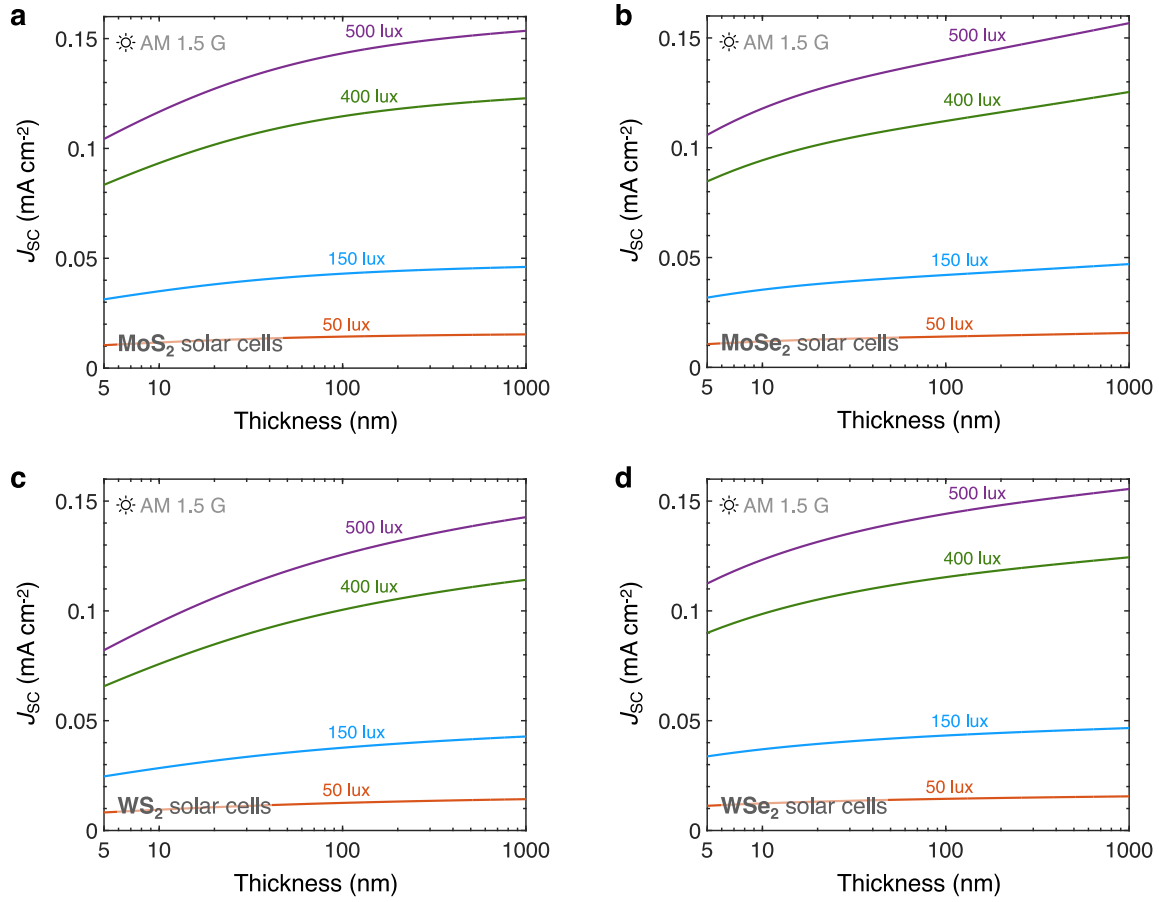 a
AM 1.5 G
500 lux
400 lux
150 lux
50 lux
MoS₂ solar cells
0.15
0.1
0.05
0
J_SC (mA cm⁻²)
5 10 100 1000
Thickness (nm)
b
AM 1.5 G
500 lux
400 lux
150 lux
50 lux
MoSe₂ solar cells
0.15
0.1
0.05
0
J_SC (mA cm⁻²)
5 10 100 1000
Thickness (nm)
c
AM 1.5 G
500 lux
400 lux
150 lux
50 lux
WS₂ solar cells
0.15
0.1
0.05
0
J_SC (mA cm⁻²)
5 10 100 1000
Thickness (nm)
d
AM 1.5 G
500 lux
400 lux
150 lux
50 lux
WSe₂ solar cells
0.15
0.1
0.05
0
J_SC (mA cm⁻²)
5 10 100 1000
Thickness (nm)